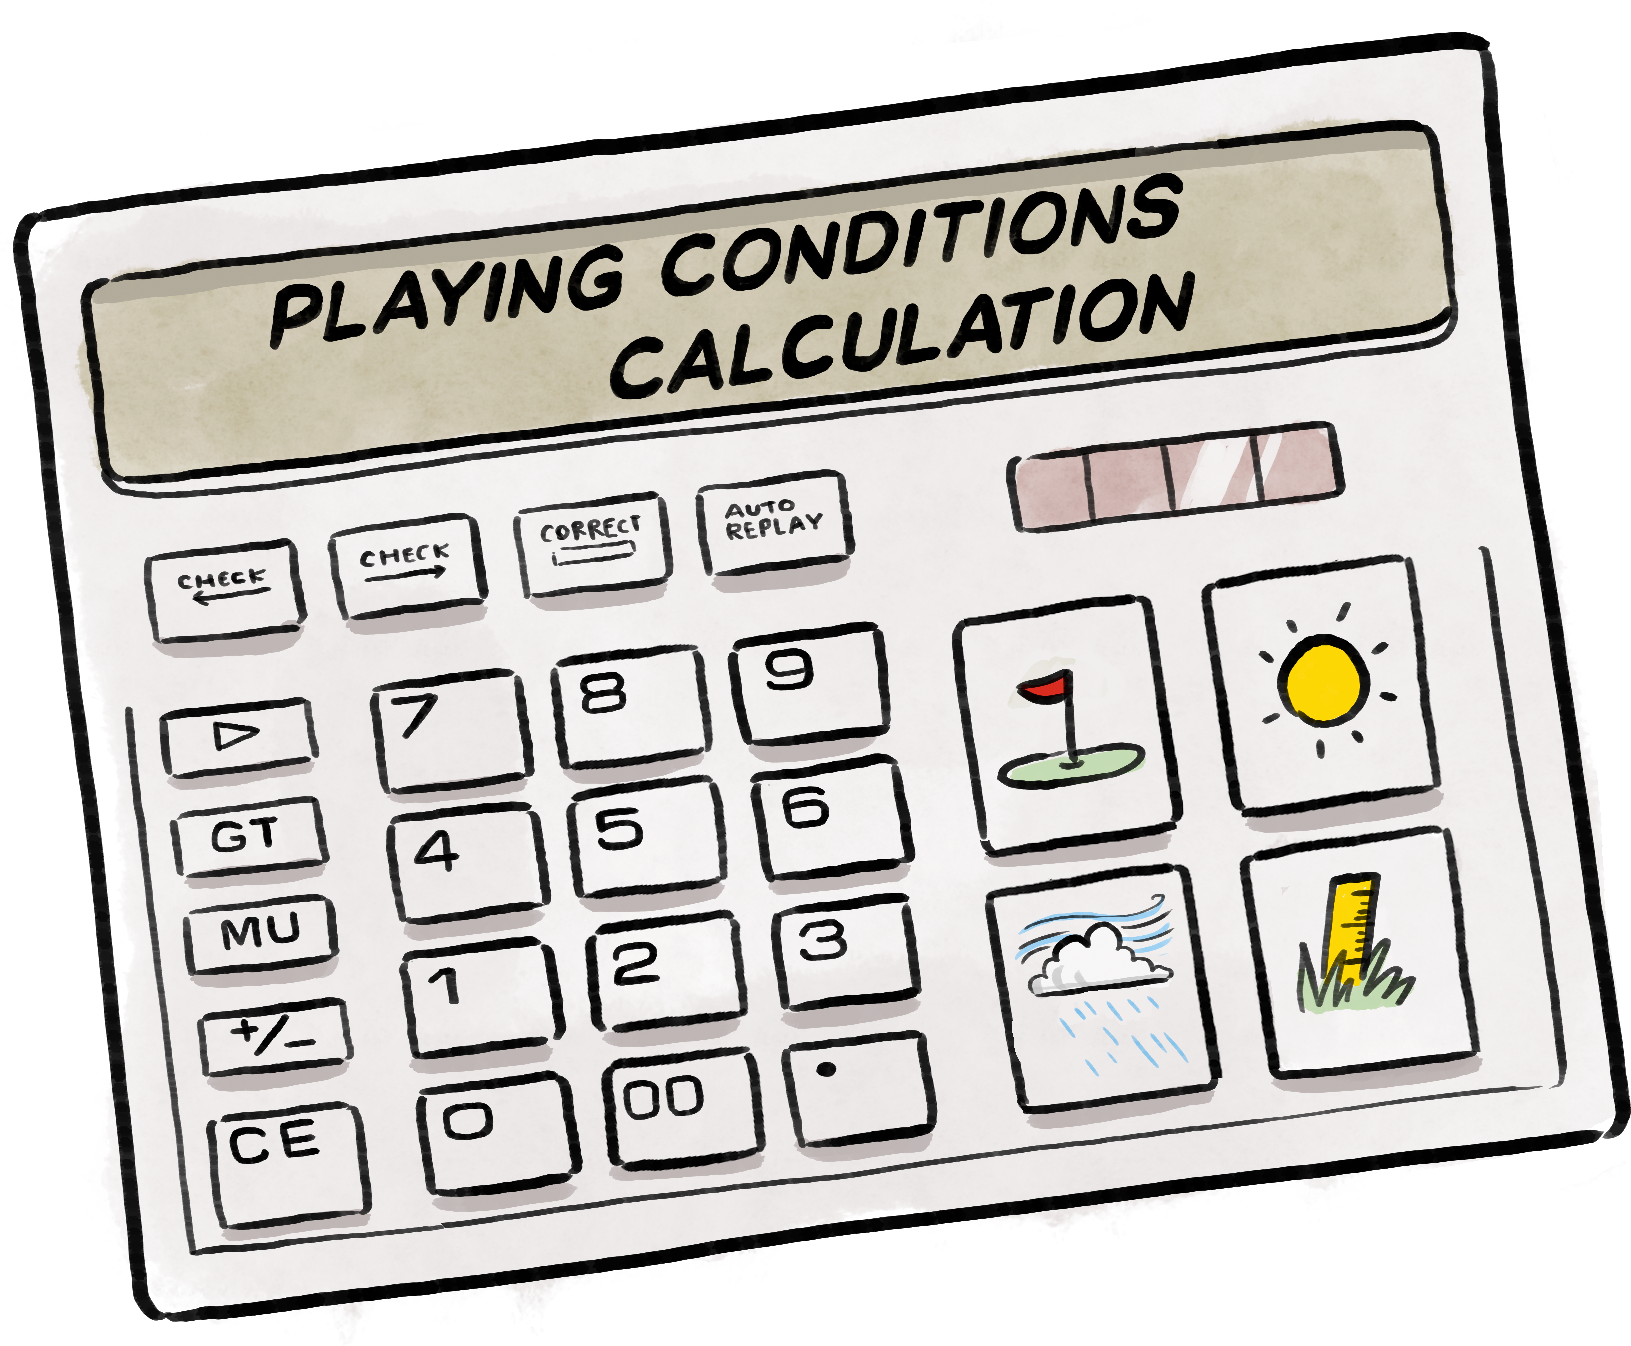 PLAYING CONDITIONS
CALCULATION
CHECK
CHECK
CORRECT
AUTO
REPLAY
7
8
9
GT
4
5
6
MU
1
2
3
+/−
0
00
.
CE